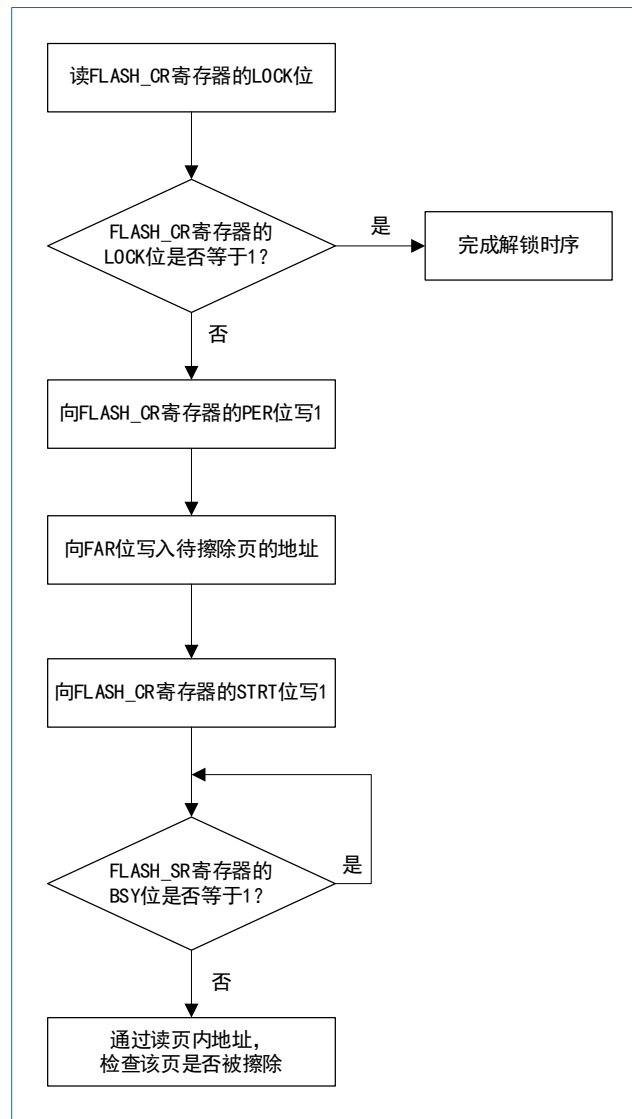 读FLASH_CR寄存器的LOCK位
FLASH_CR寄存器的
LOCK位是否等于1?
是
完成解锁时序
否
向FLASH_CR寄存器的PER位写1
向FAR位写入待擦除页的地址
向FLASH_CR寄存器的STRT位写1
FLASH_SR寄存器的
BSY位是否等于1?
是
否
通过读页内地址,
检查该页是否被擦除